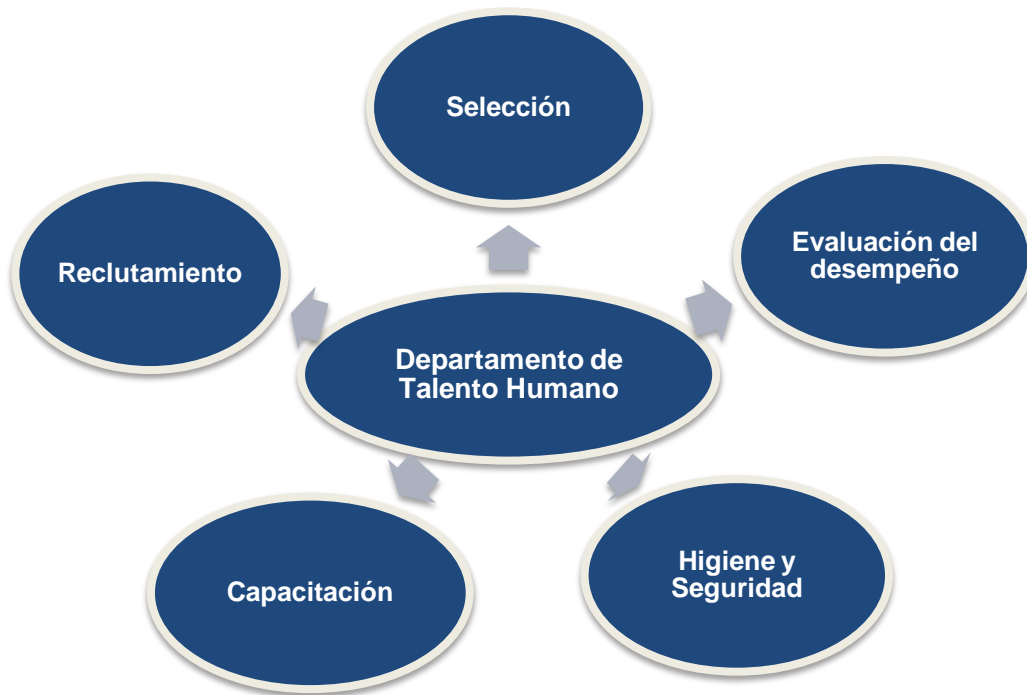 Selección
Reclutamiento
Evaluación del
desempeño
Departamento de
Talento Humano
Capacitación
Higiene y
Seguridad